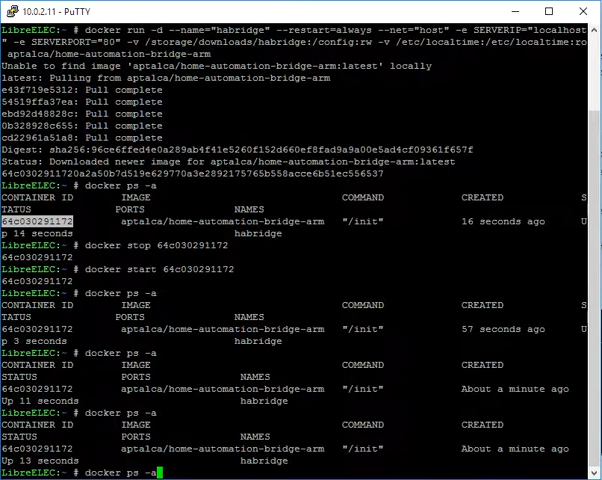 10.0.2.11 - PuTTY
LibreELEC:~ # docker run -d --name="habridge" --restart=always --net="host" -e SERVERIP="localhost
" -e SERVERPORT="80" -v /storage/downloads/habridge:/config:rw -v /etc/localtime:/etc/localtime:ro
 aptalca/home-automation-bridge-arm
Unable to find image 'aptalca/home-automation-bridge-arm:latest' locally
latest: Pulling from aptalca/home-automation-bridge-arm
e43f719e5312: Pull complete
54519ffa37ea: Pull complete
ebd92d48828c: Pull complete
0b328928c655: Pull complete
cd22961a51a8: Pull complete
Digest: sha256:96ce6ffed4e0a289ab4f41e5260f152d660ef8fad9a9a00e5ad4cf09361f657f
Status: Downloaded newer image for aptalca/home-automation-bridge-arm:latest
64c0302911720a2a50b7d519e629770a3e2892175765b558acce6b51ec556537
LibreELEC:~ # docker ps -a
CONTAINER ID IMAGE COMMAND CREATED S
TATUS PORTS NAMES
64c030291172 aptalca/home-automation-bridge-arm "/init" 16 seconds ago U
p 14 seconds habridge
LibreELEC:~ # docker stop 64c030291172
64c030291172
LibreELEC:~ # docker start 64c030291172
64c030291172
LibreELEC:~ # docker ps -a
CONTAINER ID IMAGE COMMAND CREATED S
TATUS PORTS NAMES
64c030291172 aptalca/home-automation-bridge-arm "/init" 57 seconds ago U
p 3 seconds habridge
LibreELEC:~ # docker ps -a
CONTAINER ID IMAGE COMMAND CREATED
STATUS PORTS NAMES
64c030291172 aptalca/home-automation-bridge-arm "/init" About a minute ago
Up 11 seconds habridge
LibreELEC:~ # docker ps -a
CONTAINER ID IMAGE COMMAND CREATED
STATUS PORTS NAMES
64c030291172 aptalca/home-automation-bridge-arm "/init" About a minute ago
Up 13 seconds habridge
LibreELEC:~ # docker ps -a